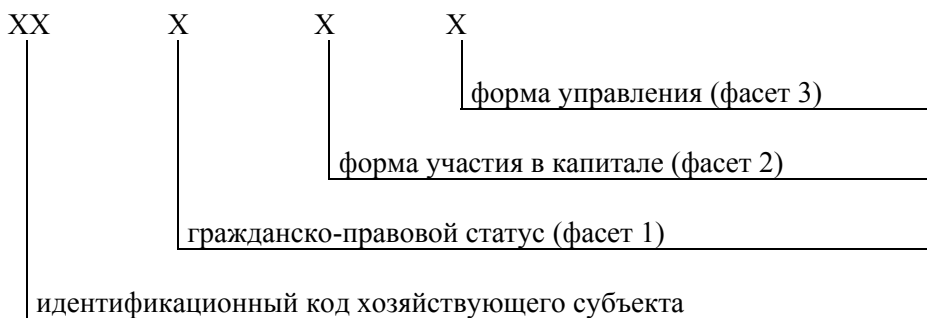 XX X X X
форма управления (фасет 3)
форма участия в капитале (фасет 2)
гражданско-правовой статус (фасет 1)
идентификационный код хозяйствующего субъекта